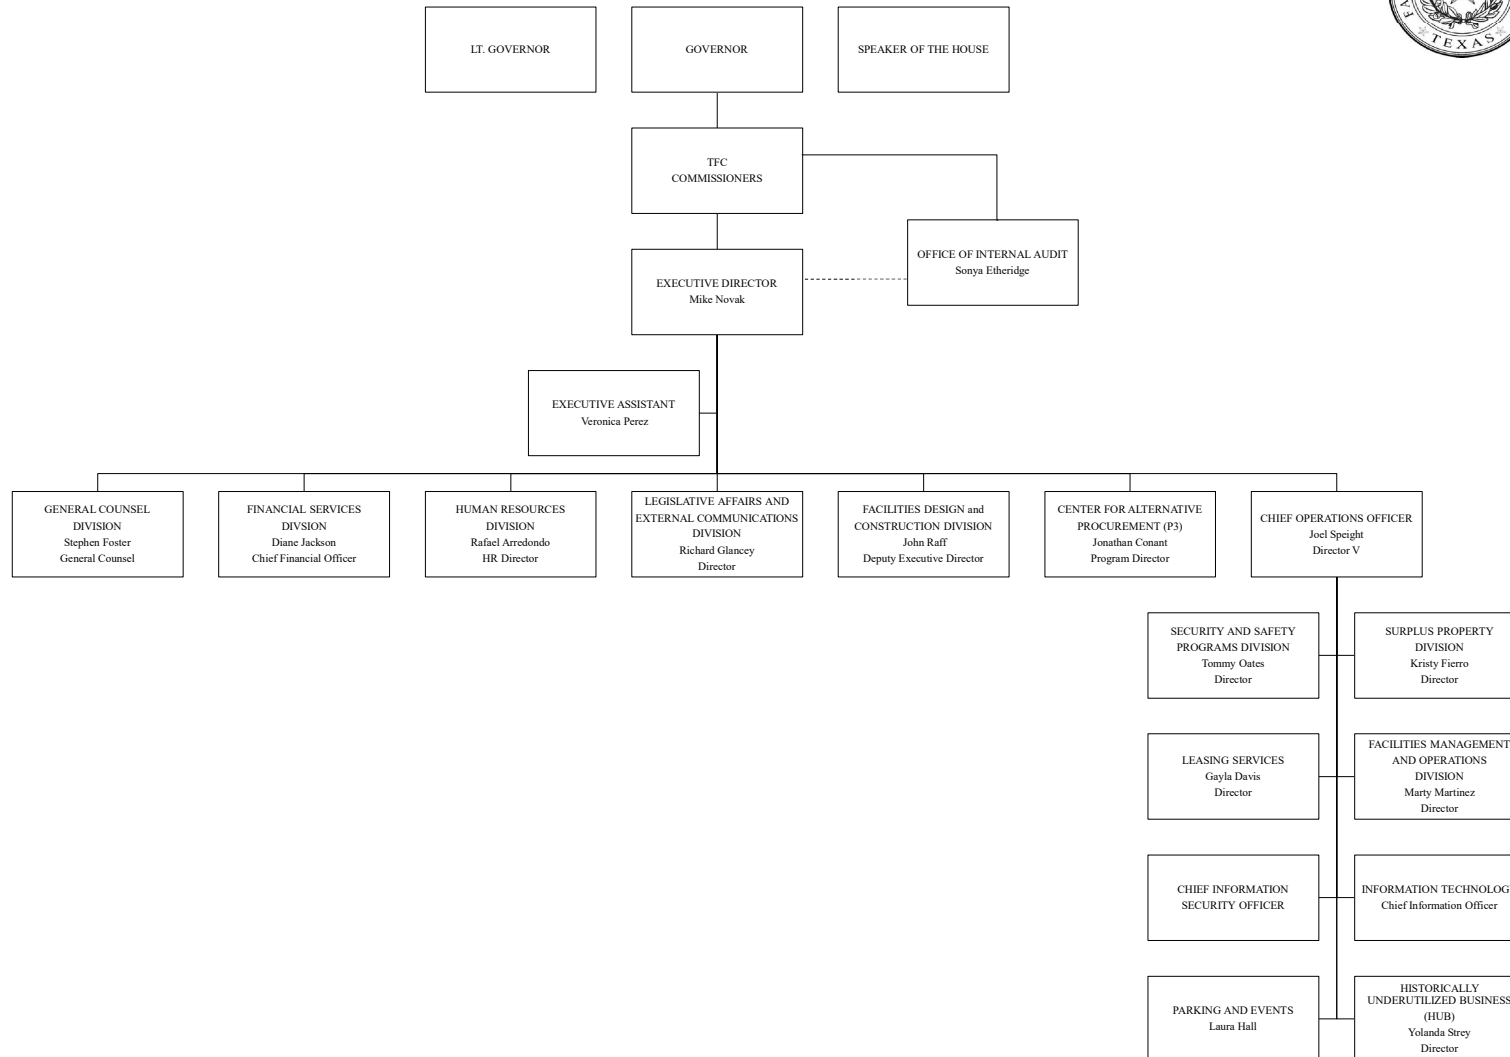 TEXAS
LT. GOVERNOR
GOVERNOR
SPEAKER OF THE HOUSE
TFC
COMMISSIONERS
OFFICE OF INTERNAL AUDIT
Sonya Etheridge
EXECUTIVE DIRECTOR
Mike Novak
EXECUTIVE ASSISTANT
Veronica Perez
GENERAL COUNSEL
DIVISION
Stephen Foster
General Counsel
FINANCIAL SERVICES
DIVSION
Diane Jackson
Chief Financial Officer
HUMAN RESOURCES
DIVISION
Rafael Arredondo
HR Director
LEGISLATIVE AFFAIRS AND
EXTERNAL COMMUNICATIONS
DIVISION
Richard Glancey
Director
FACILITIES DESIGN and
CONSTRUCTION DIVISION
John Raff
Deputy Executive Director
CENTER FOR ALTERNATIVE
PROCUREMENT (P3)
Jonathan Conant
Program Director
CHIEF OPERATIONS OFFICER
Joel Speight
Director V
SECURITY AND SAFETY
PROGRAMS DIVISION
Tommy Oates
Director
SURPLUS PROPERTY
DIVISION
Kristy Fierro
Director
LEASING SERVICES
Gayla Davis
Director
FACILITIES MANAGEMENT
AND OPERATIONS
DIVISION
Marty Martinez
Director
CHIEF INFORMATION
SECURITY OFFICER
INFORMATION TECHNOLOG
Chief Information Officer
PARKING AND EVENTS
Laura Hall
HISTORICALLY
UNDERUTILIZED BUSINESS
(HUB)
Yolanda Strey
Director